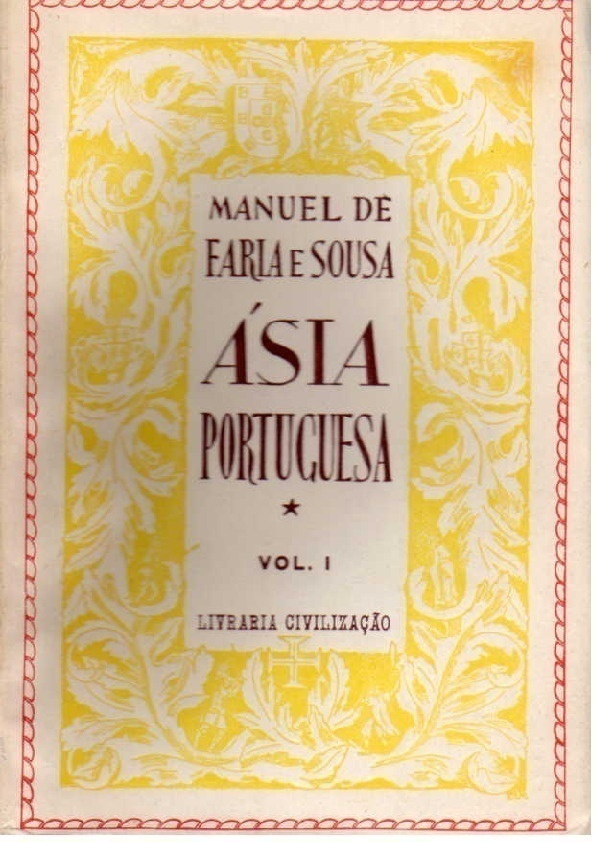 MANUEL DE
FARIA E SOUSA
ÁSIA
PORTUGUESA
★
VOL. I
LIVRARIA CIVILIZAÇÃO